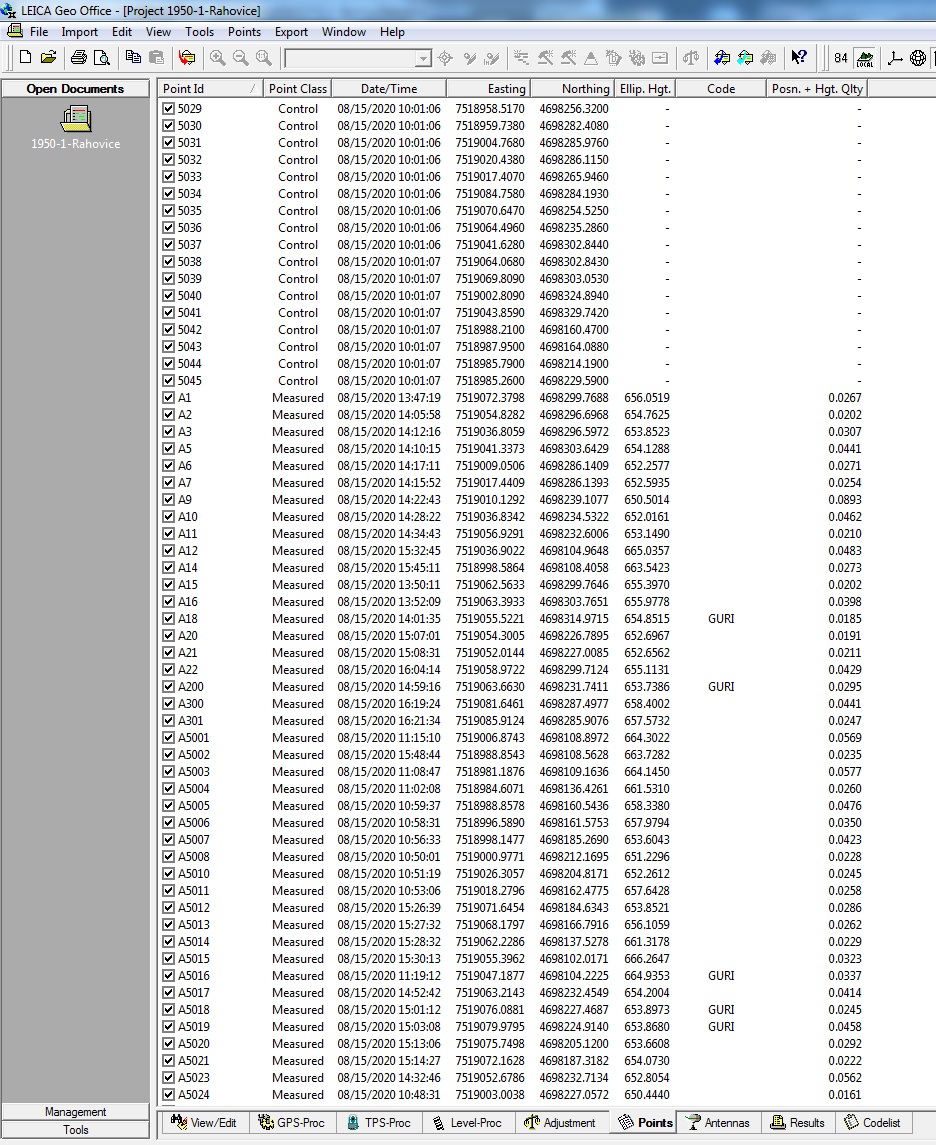 LEICA Geo Office - [Project 1950-1-Rahovice]
File Import Edit View Tools Points Export Window Help
84 LOCAL
Open Documents
1950-1-Rahovice
Point Id / Point Class Date/Time Easting Northing Ellip. Hgt. Code Posn. + Hgt. Qlty
5029 Control 08/15/2020 10:01:06 7518958.5170 4698256.3200 - -
5030 Control 08/15/2020 10:01:06 7518959.7380 4698282.4080 - -
5031 Control 08/15/2020 10:01:06 7519004.7680 4698285.9760 - -
5032 Control 08/15/2020 10:01:06 7519020.4380 4698286.1150 - -
5033 Control 08/15/2020 10:01:06 7519017.4070 4698265.9460 - -
5034 Control 08/15/2020 10:01:06 7519084.7580 4698284.1930 - -
5035 Control 08/15/2020 10:01:06 7519070.6470 4698254.5250 - -
5036 Control 08/15/2020 10:01:06 7519064.4960 4698235.2860 - -
5037 Control 08/15/2020 10:01:06 7519041.6280 4698302.8440 - -
5038 Control 08/15/2020 10:01:07 7519064.0680 4698302.8430 - -
5039 Control 08/15/2020 10:01:07 7519069.8090 4698303.0530 - -
5040 Control 08/15/2020 10:01:07 7519002.8090 4698324.8940 - -
5041 Control 08/15/2020 10:01:07 7519043.8590 4698329.7420 - -
5042 Control 08/15/2020 10:01:07 7518988.2100 4698160.4700 - -
5043 Control 08/15/2020 10:01:07 7518987.9500 4698164.0880 - -
5044 Control 08/15/2020 10:01:07 7518985.7900 4698214.1900 - -
5045 Control 08/15/2020 10:01:07 7518985.2600 4698229.5900 - -
A1 Measured 08/15/2020 13:47:19 7519072.3798 4698299.7688 656.0519 0.0267
A2 Measured 08/15/2020 14:05:58 7519054.8282 4698296.6968 654.7625 0.0202
A3 Measured 08/15/2020 14:12:16 7519036.8059 4698296.5972 653.8523 0.0307
A5 Measured 08/15/2020 14:10:15 7519041.3373 4698303.6429 654.1288 0.0441
A6 Measured 08/15/2020 14:17:11 7519009.0506 4698286.1409 652.2577 0.0271
A7 Measured 08/15/2020 14:15:52 7519017.4409 4698286.1393 652.5935 0.0254
A9 Measured 08/15/2020 14:22:43 7519010.1292 4698239.1077 650.5014 0.0893
A10 Measured 08/15/2020 14:28:22 7519036.8342 4698234.5322 652.0161 0.0462
A11 Measured 08/15/2020 14:34:43 7519056.9291 4698232.6006 653.1490 0.0210
A12 Measured 08/15/2020 15:32:45 7519036.9022 4698104.9648 665.0357 0.0483
A14 Measured 08/15/2020 15:45:11 7518998.5864 4698108.4058 663.5423 0.0273
A15 Measured 08/15/2020 13:50:11 7519062.5633 4698299.7646 655.3970 0.0202
A16 Measured 08/15/2020 13:52:09 7519063.3933 4698303.7651 655.9778 0.0398
A18 Measured 08/15/2020 14:01:35 7519055.5221 4698314.9715 654.8515 GURI 0.0185
A20 Measured 08/15/2020 15:07:01 7519054.3005 4698226.7895 652.6967 0.0191
A21 Measured 08/15/2020 15:08:31 7519052.0144 4698227.0085 652.6562 0.0211
A22 Measured 08/15/2020 16:04:14 7519058.9722 4698299.7124 655.1131 0.0429
A200 Measured 08/15/2020 14:59:16 7519063.6630 4698231.7411 653.7386 GURI 0.0295
A300 Measured 08/15/2020 16:19:24 7519081.6461 4698287.4977 658.4002 0.0441
A301 Measured 08/15/2020 16:21:34 7519085.9124 4698285.9076 657.5732 0.0247
A5001 Measured 08/15/2020 11:15:10 7519006.8743 4698108.8972 664.3022 0.0569
A5002 Measured 08/15/2020 15:48:44 7518988.8543 4698108.5628 663.7282 0.0235
A5003 Measured 08/15/2020 11:08:47 7518981.1876 4698109.1636 664.1450 0.0577
A5004 Measured 08/15/2020 11:02:08 7518984.6071 4698136.4261 661.5310 0.0260
A5005 Measured 08/15/2020 10:59:37 7518988.8578 4698160.5436 658.3380 0.0476
A5006 Measured 08/15/2020 10:58:31 7518996.5890 4698161.5753 657.9794 0.0350
A5007 Measured 08/15/2020 10:56:33 7518998.1477 4698185.2690 653.6043 0.0423
A5008 Measured 08/15/2020 10:50:01 7519000.9771 4698212.1695 651.2296 0.0228
A5010 Measured 08/15/2020 10:51:19 7519026.3057 4698204.8171 652.2612 0.0245
A5011 Measured 08/15/2020 10:53:06 7519018.2796 4698162.4775 657.6428 0.0258
A5012 Measured 08/15/2020 15:26:39 7519071.6454 4698184.6343 653.8521 0.0286
A5013 Measured 08/15/2020 15:27:32 7519068.1797 4698166.7916 656.1059 0.0262
A5014 Measured 08/15/2020 15:28:32 7519062.2286 4698137.5278 661.3178 0.0229
A5015 Measured 08/15/2020 15:30:13 7519055.3962 4698102.0171 666.2647 0.0323
A5016 Measured 08/15/2020 11:19:12 7519047.1877 4698104.2225 664.9353 GURI 0.0337
A5017 Measured 08/15/2020 14:52:42 7519063.2143 4698232.4549 654.2004 0.0414
A5018 Measured 08/15/2020 15:01:12 7519076.0881 4698227.4687 653.8973 GURI 0.0245
A5019 Measured 08/15/2020 15:03:08 7519079.9795 4698224.9140 653.8680 GURI 0.0458
A5020 Measured 08/15/2020 15:13:06 7519075.7498 4698205.1200 653.6608 0.0292
A5021 Measured 08/15/2020 15:14:27 7519072.1628 4698187.3182 654.0730 0.0222
A5023 Measured 08/15/2020 14:32:46 7519052.6786 4698232.7134 652.8054 0.0562
A5024 Measured 08/15/2020 10:48:31 7519003.0038 4698227.0572 650.4440 0.0161
Management
Tools
View/Edit GPS-Proc TPS-Proc Level-Proc Adjustment Points Antennas Results Codelist